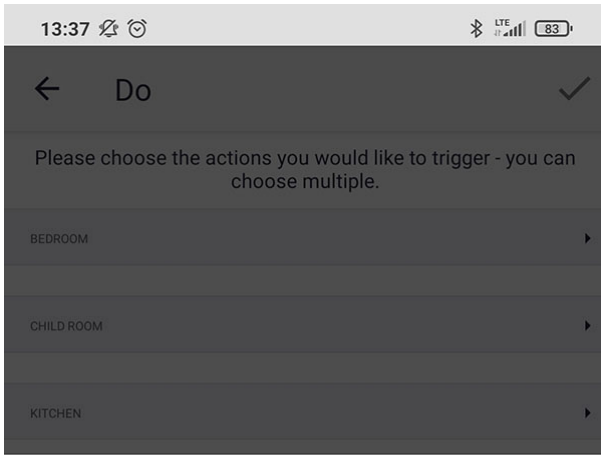 13:37 LTE 83
Do
Please choose the actions you would like to trigger - you can
choose multiple.
BEDROOM
CHILD ROOM
KITCHEN